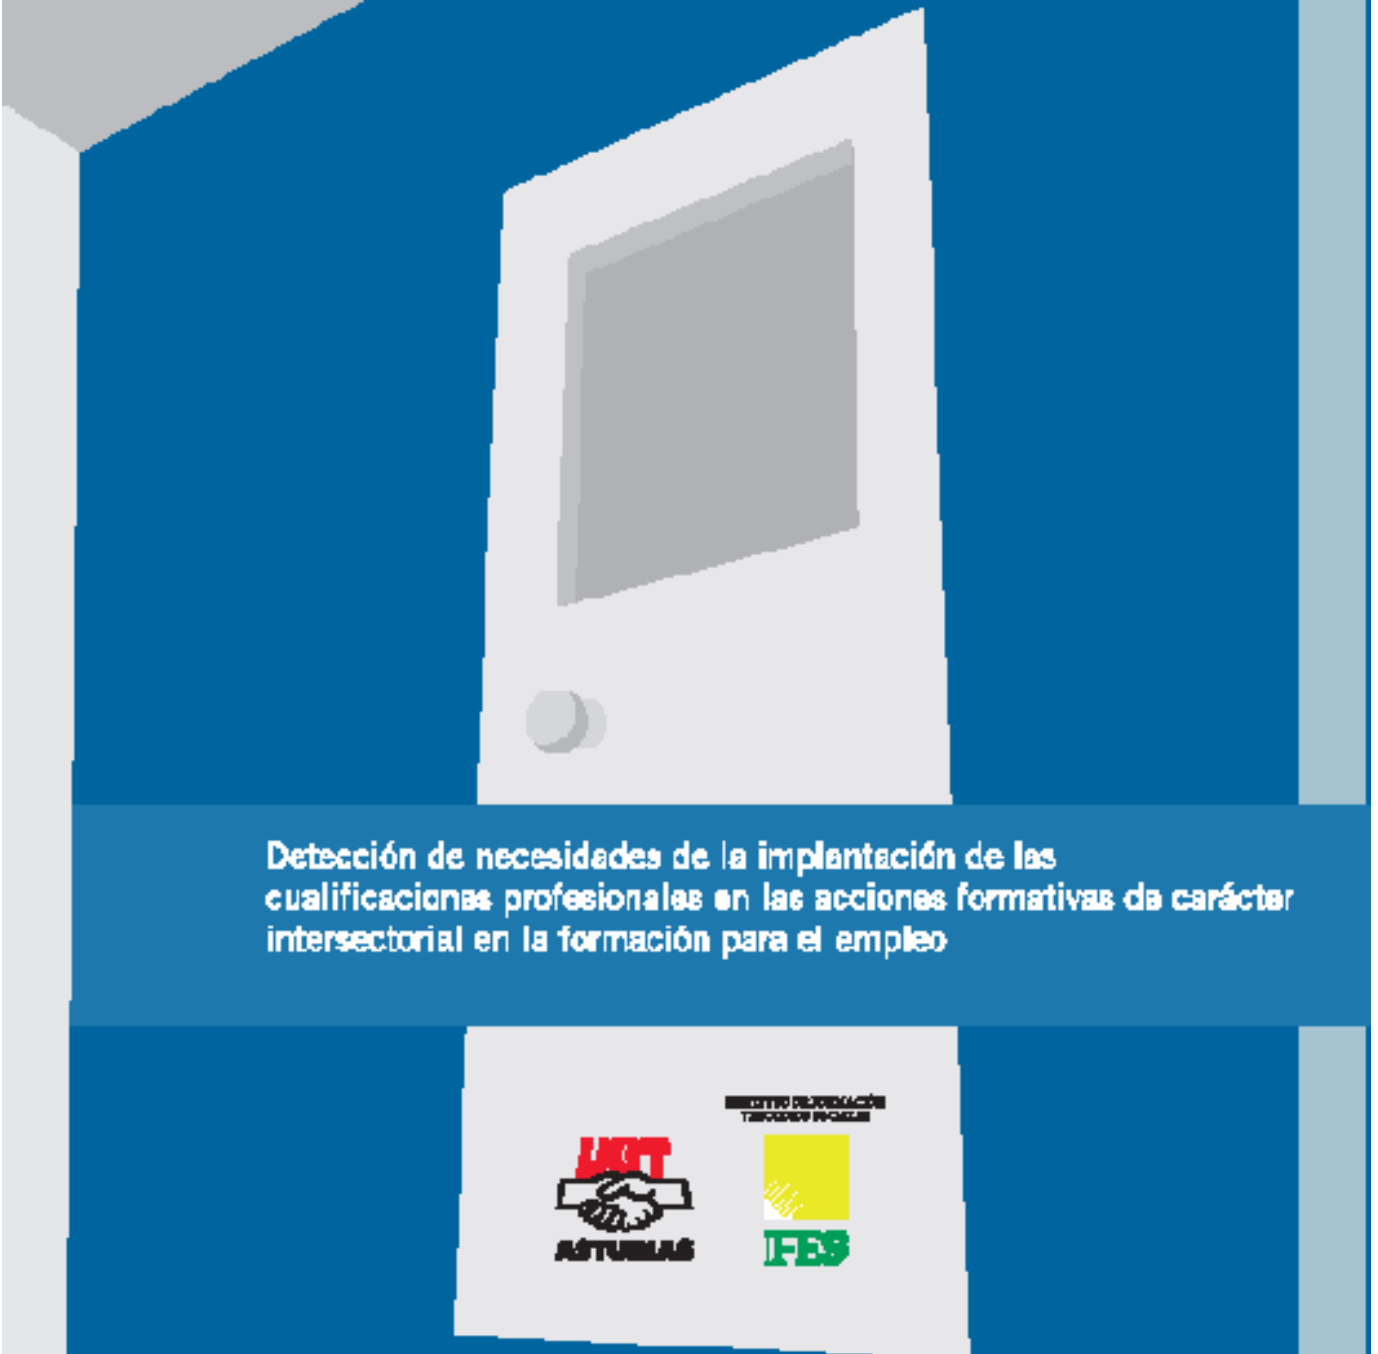 Detección de necesidades de la implantación de las
cualificaciones profesionales en las acciones formativas de carácter
intersectorial en la formación para el empleo
UGT
ASTURIAS
IFES